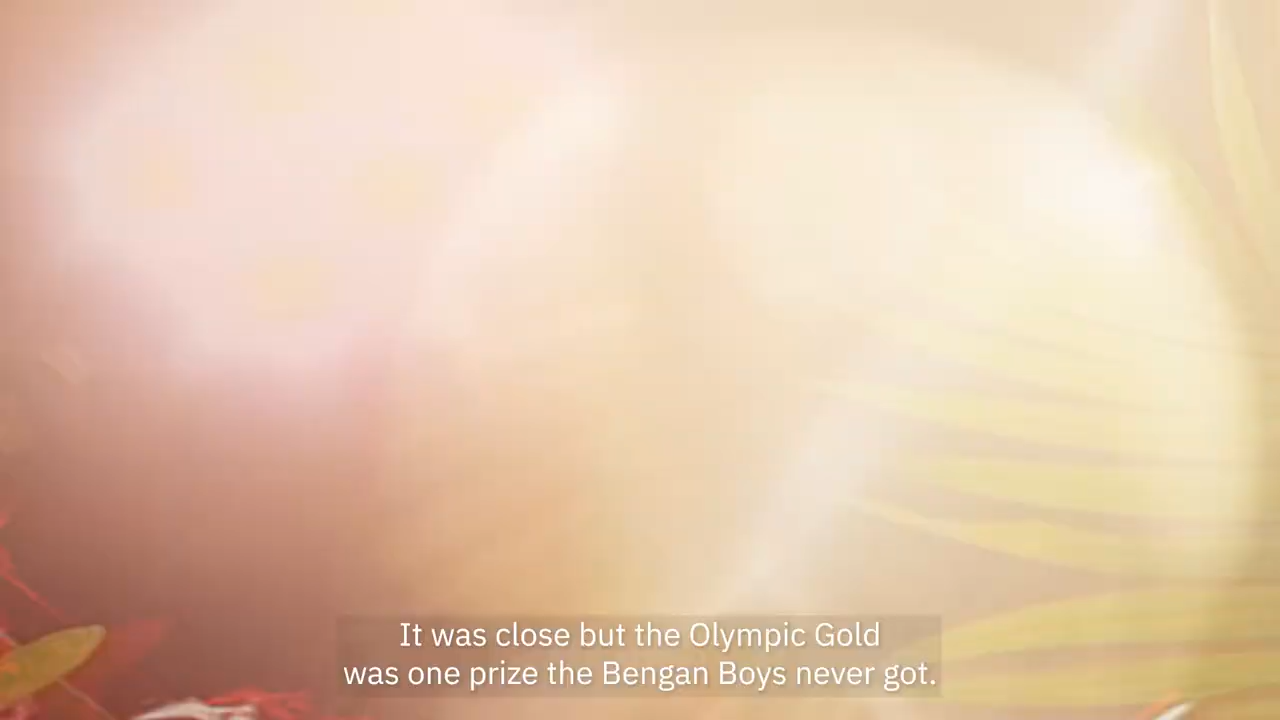 It was close but the Olympic Gold
was one prize the Bengan Boys never got.